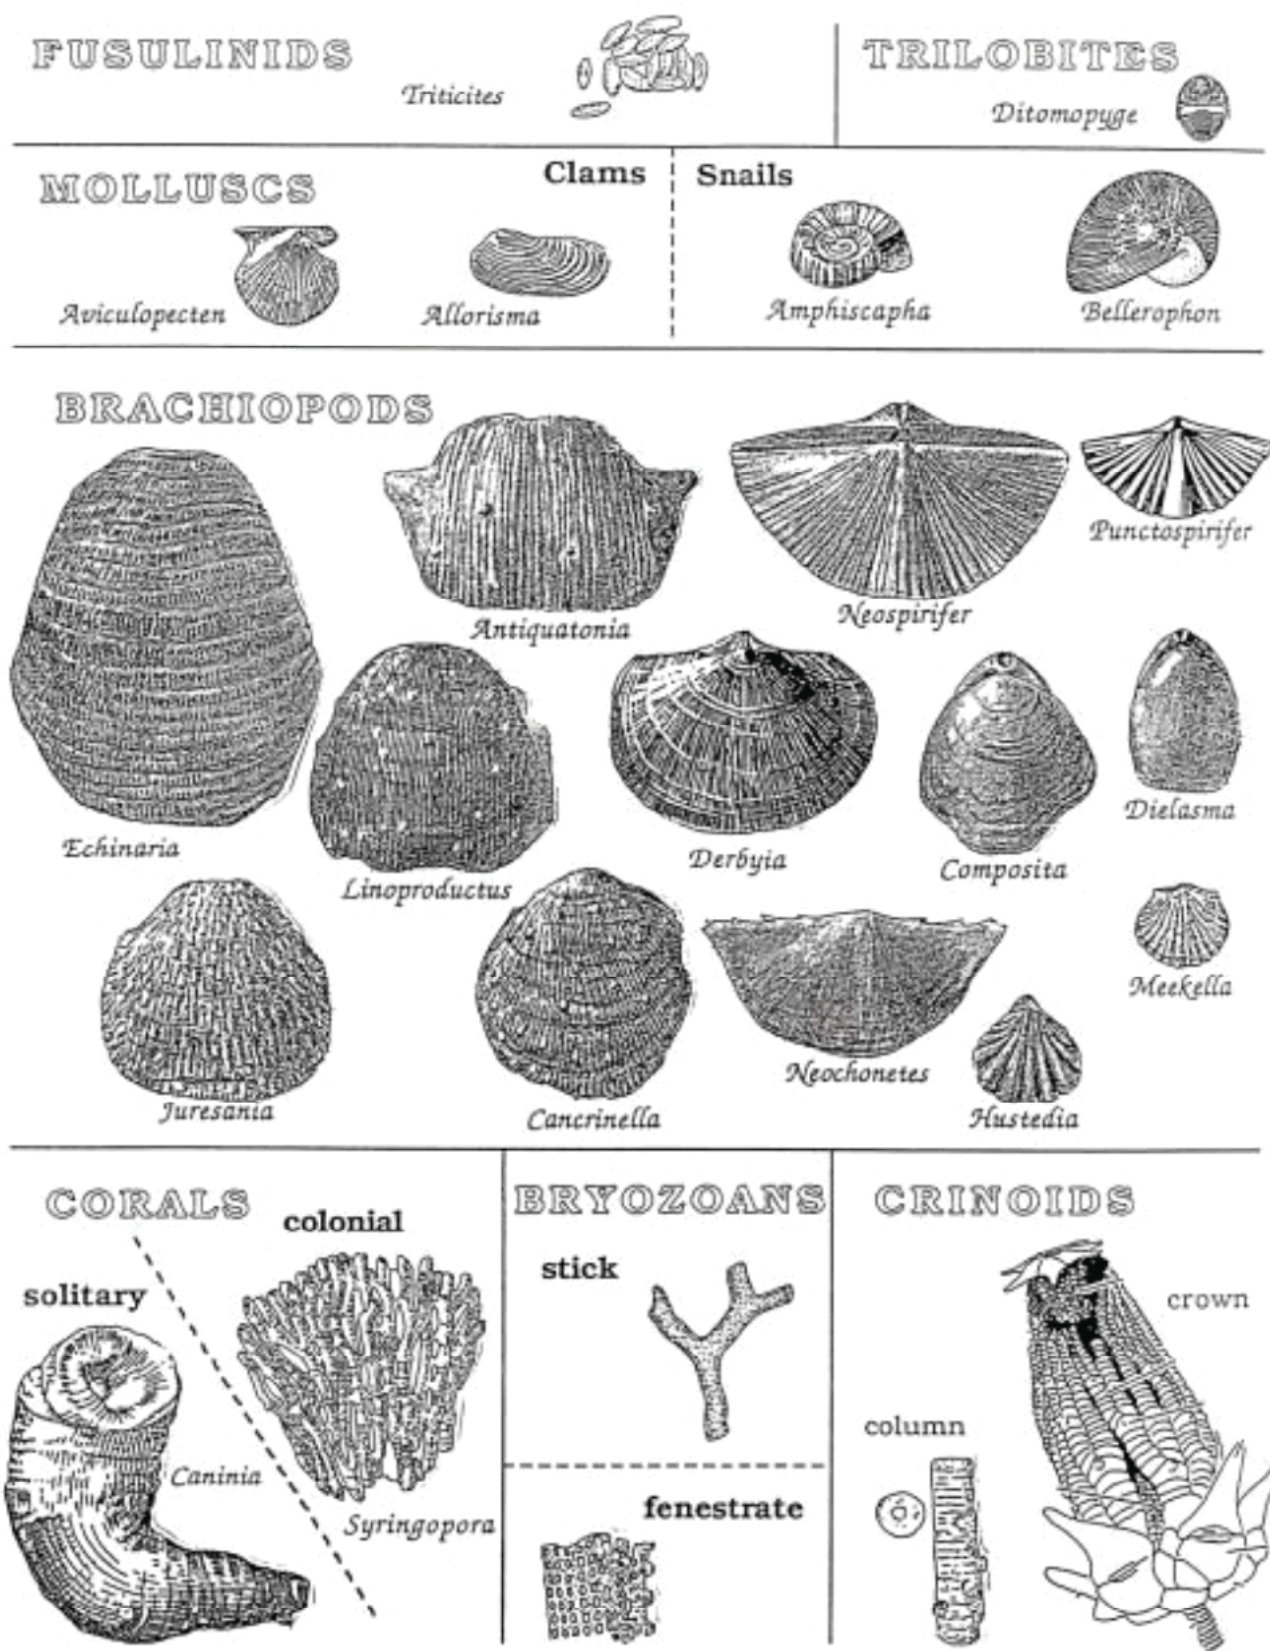 FUSULINIDS
Triticites
TRILOBITES
Ditomopyge
MOLLUSCS
Clams
Snails
Aviculopecten
Allorisma
Amphiscapha
Bellerophon
BRACHIOPODS
Punctospirifer
Neospirifer
Antiquatonia
Dielasma
Echinaria
Derbyia
Composita
Linoproductus
Meekella
Neochonetes
Juresania
Cancrinella
Hustedia
CORALS
colonial
solitary
Caninia
Syringopora
BRYOZOANS
stick
fenestrate
CRINOIDS
crown
column